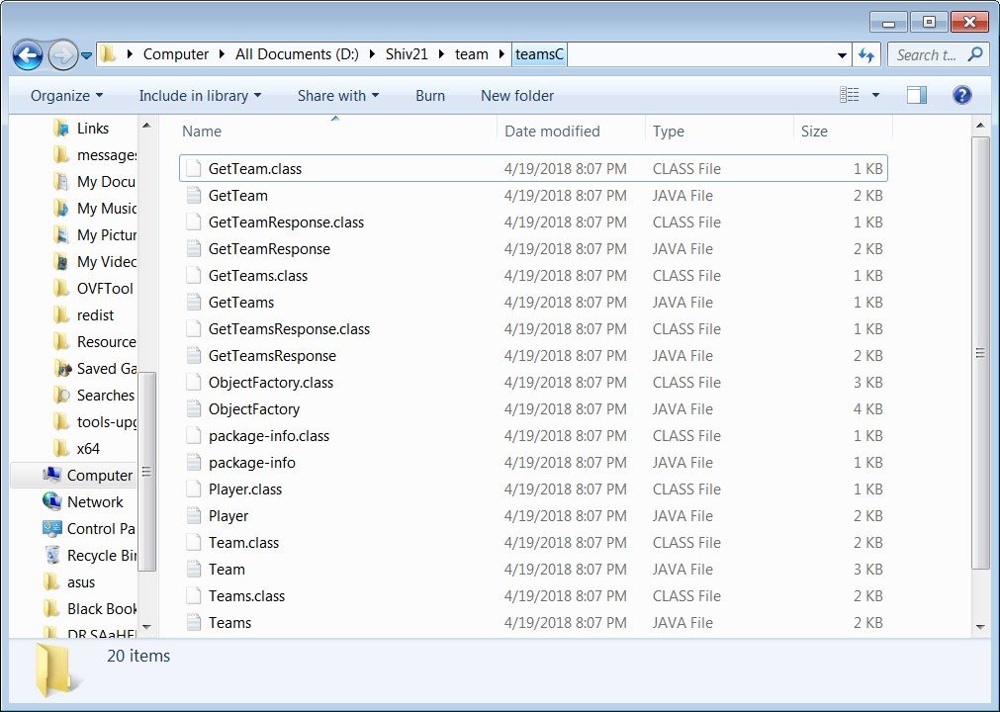 Computer All Documents (D:) Shiv21 team teamsC Search t...
Organize Include in library Share with Burn New folder
Links
messages
My Docu
My Music
My Pictur
My Video
OVFTool
redist
Resource
Saved Ga
Searches
tools-upg
x64
Computer
Network
Control Pa
Recycle Bin
asus
Black Book
DR.SAaHE
Name Date modified Type Size
GetTeam.class 4/19/2018 8:07 PM CLASS File 1 KB
GetTeam 4/19/2018 8:07 PM JAVA File 2 KB
GetTeamResponse.class 4/19/2018 8:07 PM CLASS File 1 KB
GetTeamResponse 4/19/2018 8:07 PM JAVA File 2 KB
GetTeams.class 4/19/2018 8:07 PM CLASS File 1 KB
GetTeams 4/19/2018 8:07 PM JAVA File 1 KB
GetTeamsResponse.class 4/19/2018 8:07 PM CLASS File 1 KB
GetTeamsResponse 4/19/2018 8:07 PM JAVA File 2 KB
ObjectFactory.class 4/19/2018 8:07 PM CLASS File 3 KB
ObjectFactory 4/19/2018 8:07 PM JAVA File 4 KB
package-info.class 4/19/2018 8:07 PM CLASS File 1 KB
package-info 4/19/2018 8:07 PM JAVA File 1 KB
Player.class 4/19/2018 8:07 PM CLASS File 1 KB
Player 4/19/2018 8:07 PM JAVA File 2 KB
Team.class 4/19/2018 8:07 PM CLASS File 2 KB
Team 4/19/2018 8:07 PM JAVA File 3 KB
Teams.class 4/19/2018 8:07 PM CLASS File 2 KB
Teams 4/19/2018 8:07 PM JAVA File 2 KB
20 items